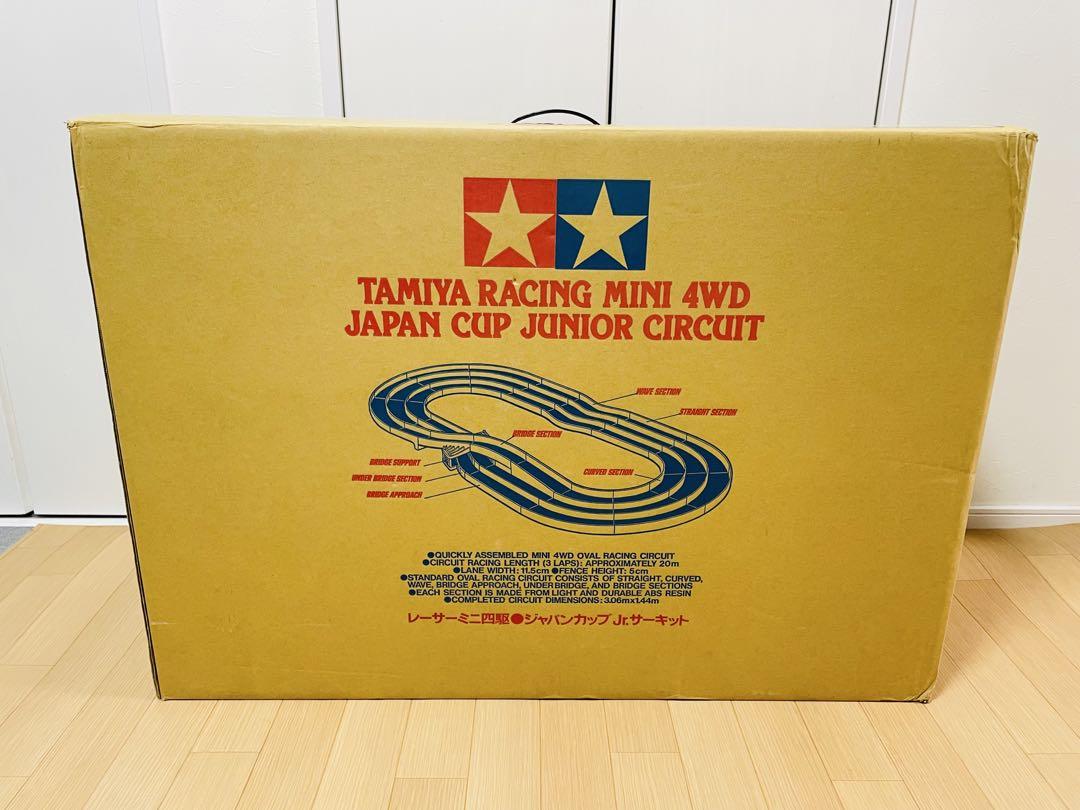 TAMIYA RACING MINI 4WD
JAPAN CUP JUNIOR CIRCUIT
WAVE SECTION
STRAIGHT SECTION
BRIDGE SECTION
BRIDGE SUPPORT
CURVED SECTION
UNDER BRIDGE SECTION
BRIDGE APPROACH
●QUICKLY ASSEMBLED MINI 4WD OVAL RACING CIRCUIT
●CIRCUIT RACING LENGTH (3 LAPS): APPROXIMATELY 20m
●LANE WIDTH: 11.5cm ●FENCE HEIGHT: 5cm
●STANDARD OVAL RACING CIRCUIT CONSISTS OF STRAIGHT, CURVED,
WAVE, BRIDGE APPROACH, UNDER BRIDGE, AND BRIDGE SECTIONS
●EACH SECTION IS MADE FROM LIGHT AND DURABLE ABS RESIN
●COMPLETED CIRCUIT DIMENSIONS: 3.06m×1.44m
レーサーミニ四駆●ジャパンカップ Jr.サーキット